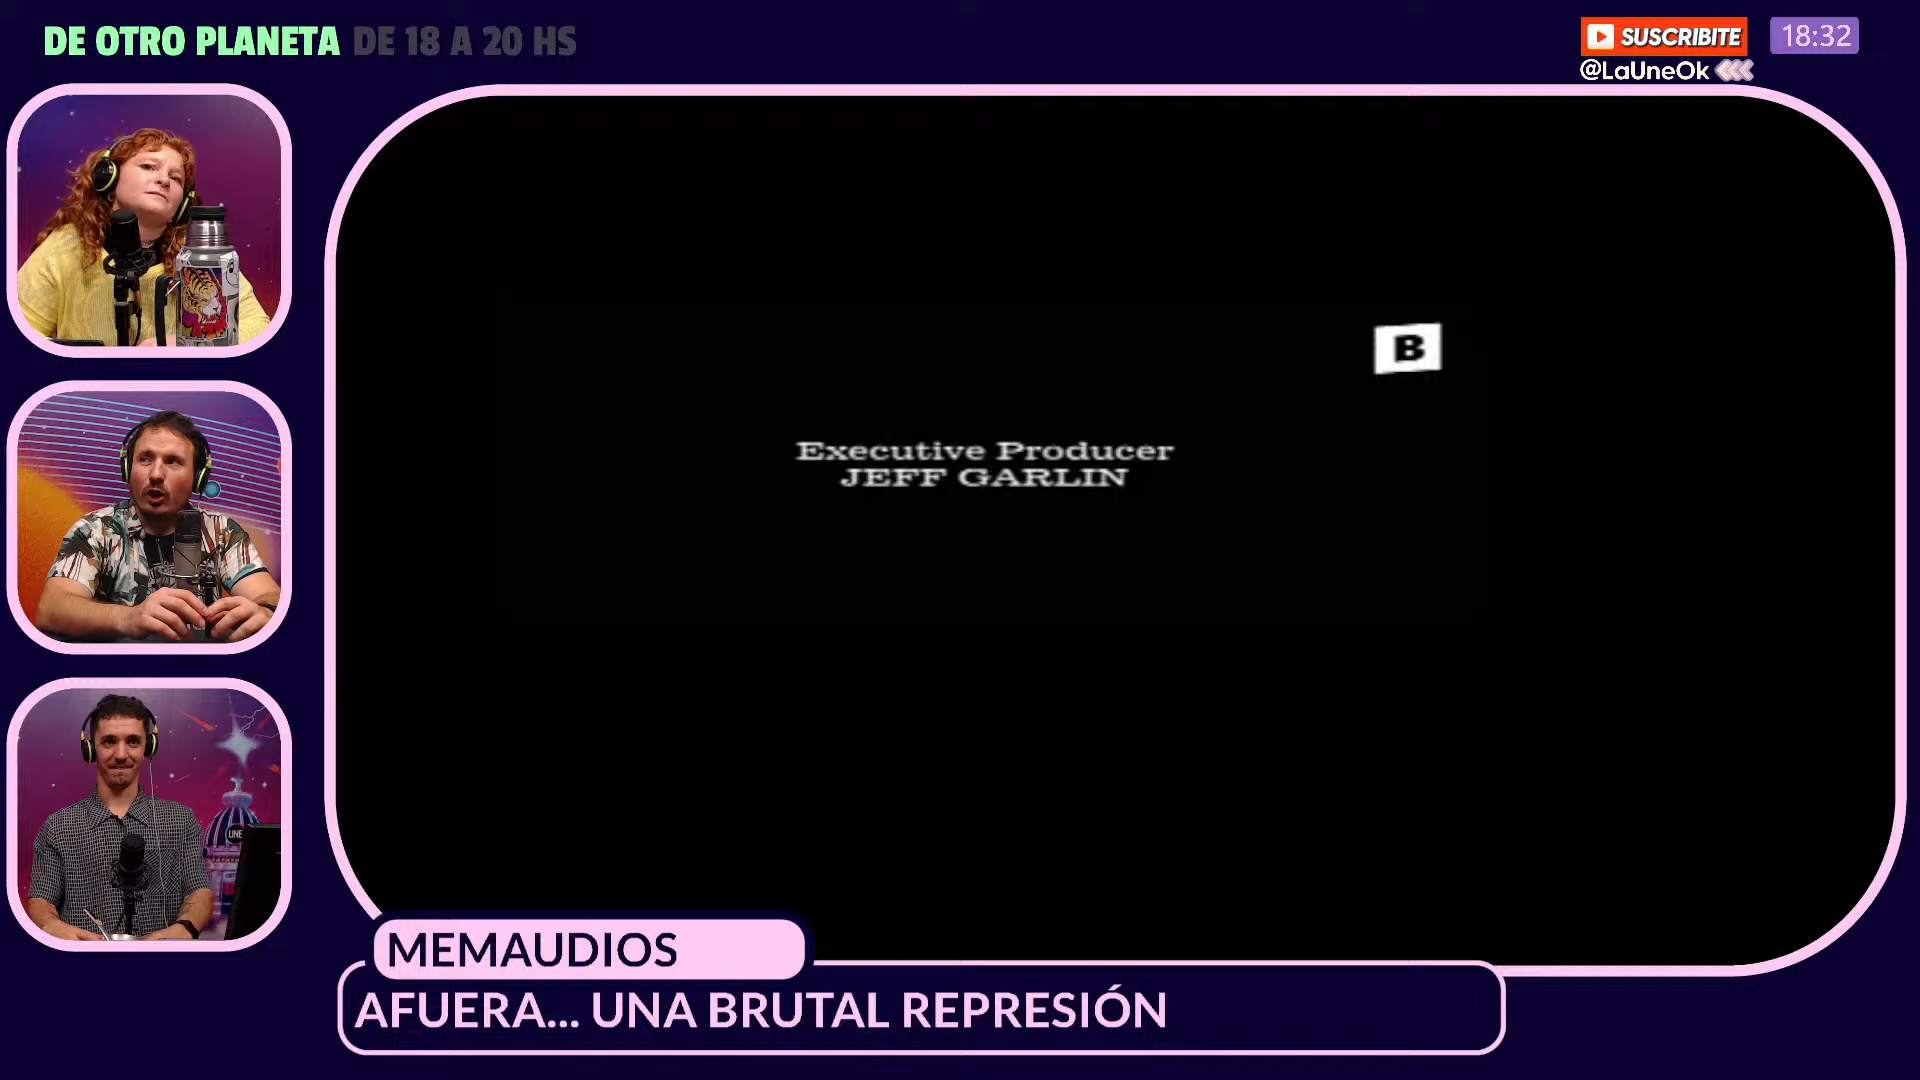 DE OTRO PLANETA DE 18 A 20 HS
SUSCRIBITE
18:32
@LaUneOk
B
Executive Producer
JEFF GARLIN
UNE
MEMAUDIOS
AFUERA... UNA BRUTAL REPRESIÓN